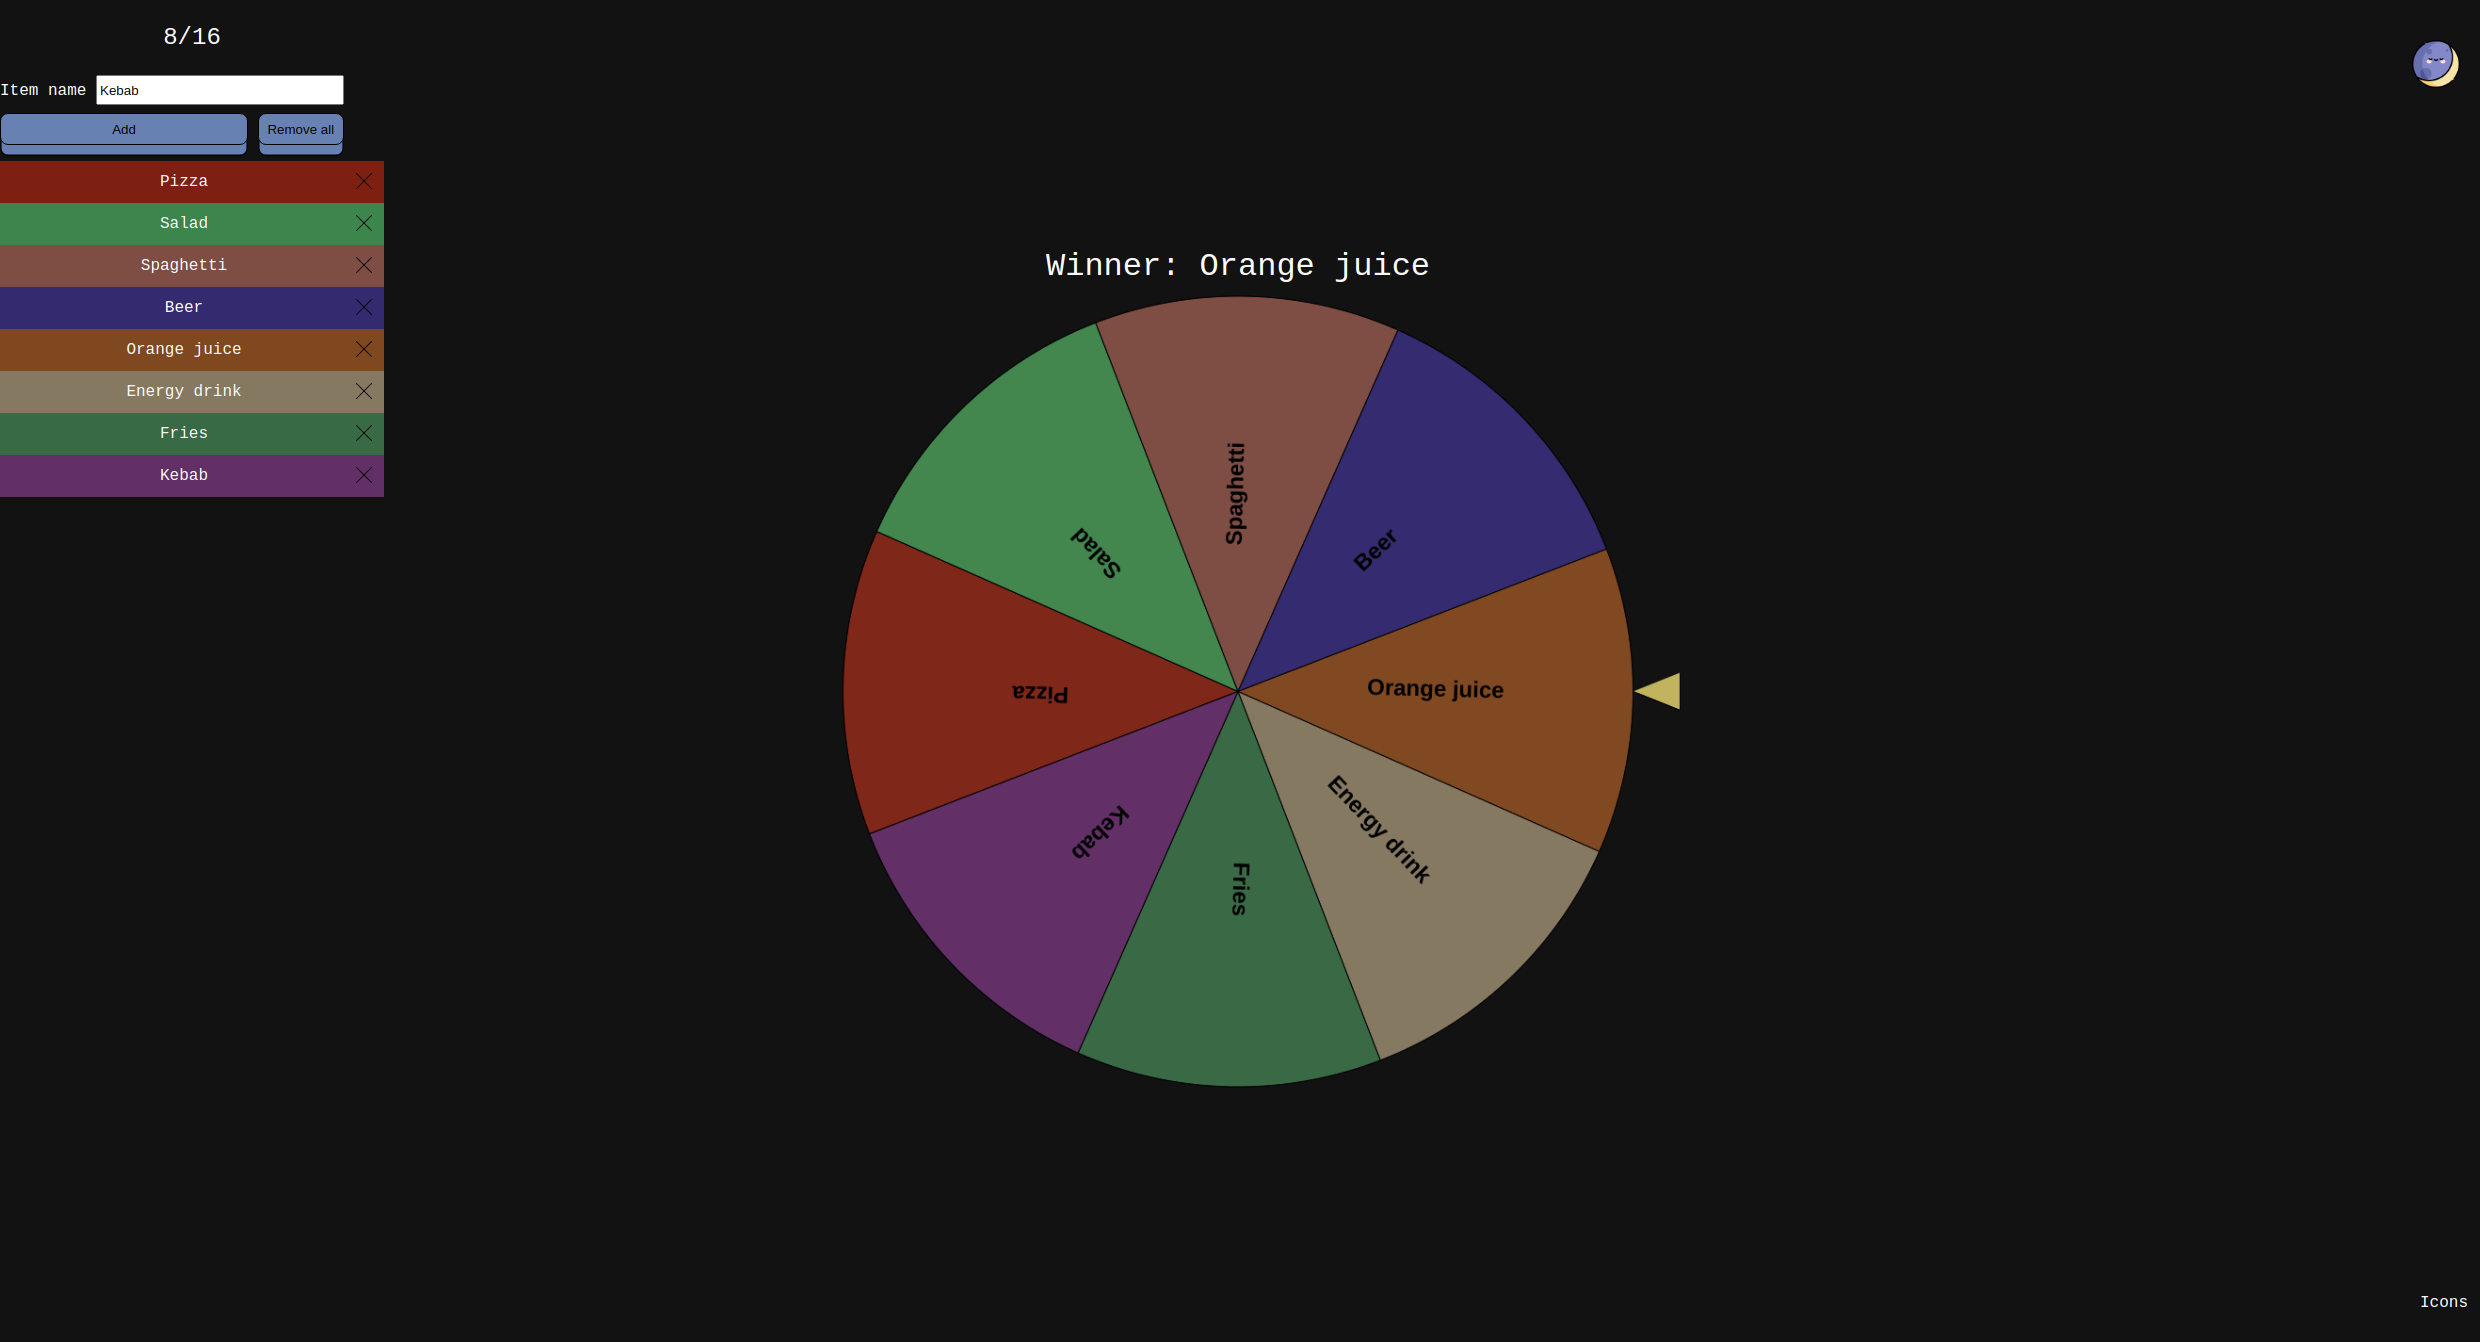 8/16
Item name Kebab
Add Remove all
Pizza
Salad
Spaghetti
Beer
Orange juice
Energy drink
Fries
Kebab
Winner: Orange juice
Spaghetti
Beer
Salad
Orange juice
Pizza
Energy drink
Kebab
Fries
Icons